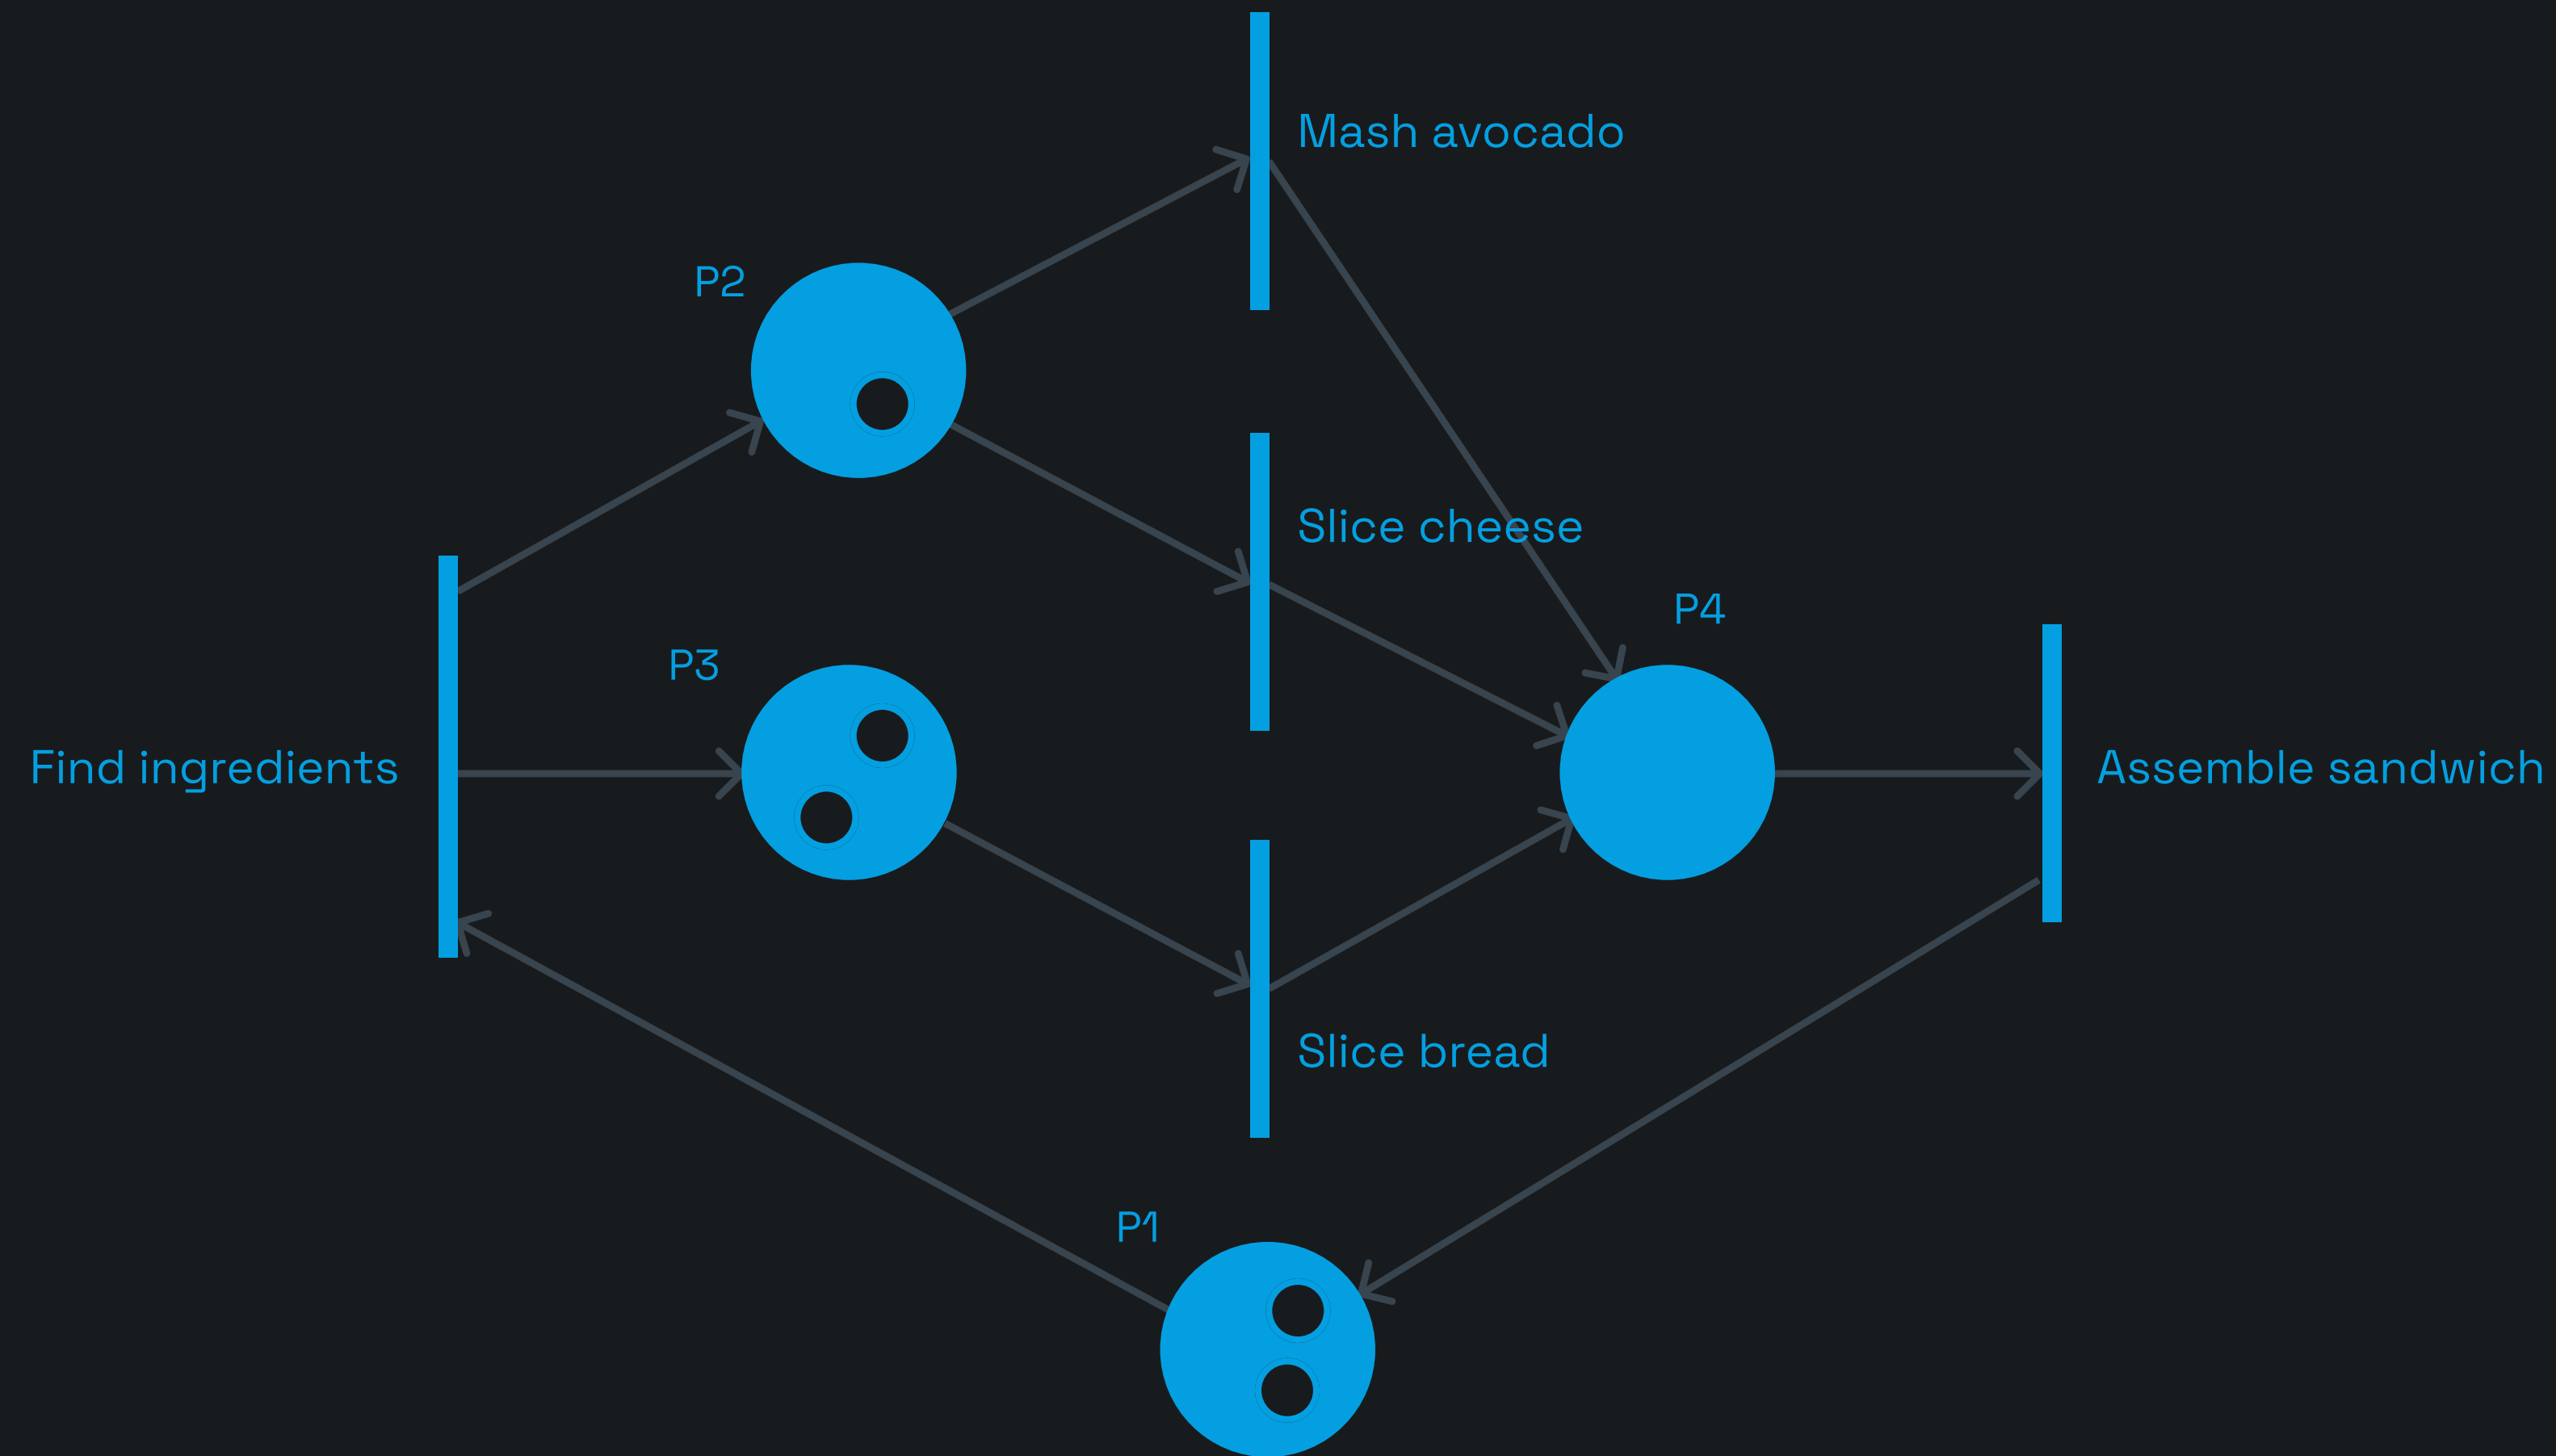 Mash avocado
P2
Slice cheese
P4
P3
Find ingredients
Assemble sandwich
Slice bread
P1